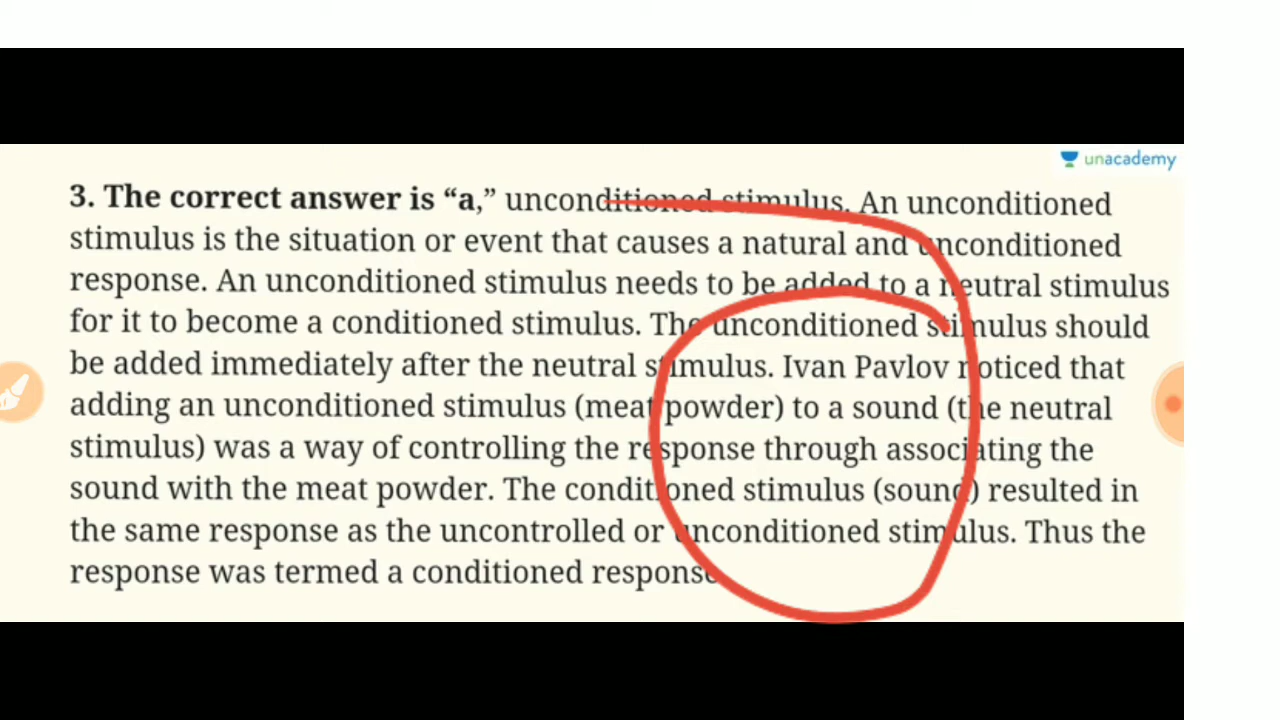 unacademy
3. The correct answer is “a,” unconditioned stimulus. An unconditioned
stimulus is the situation or event that causes a natural and unconditioned
response. An unconditioned stimulus needs to be added to a neutral stimulus
for it to become a conditioned stimulus. The unconditioned stimulus should
be added immediately after the neutral stimulus. Ivan Pavlov noticed that
adding an unconditioned stimulus (meat powder) to a sound (the neutral
stimulus) was a way of controlling the response through associating the
sound with the meat powder. The conditioned stimulus (sound) resulted in
the same response as the uncontrolled or unconditioned stimulus. Thus the
response was termed a conditioned response